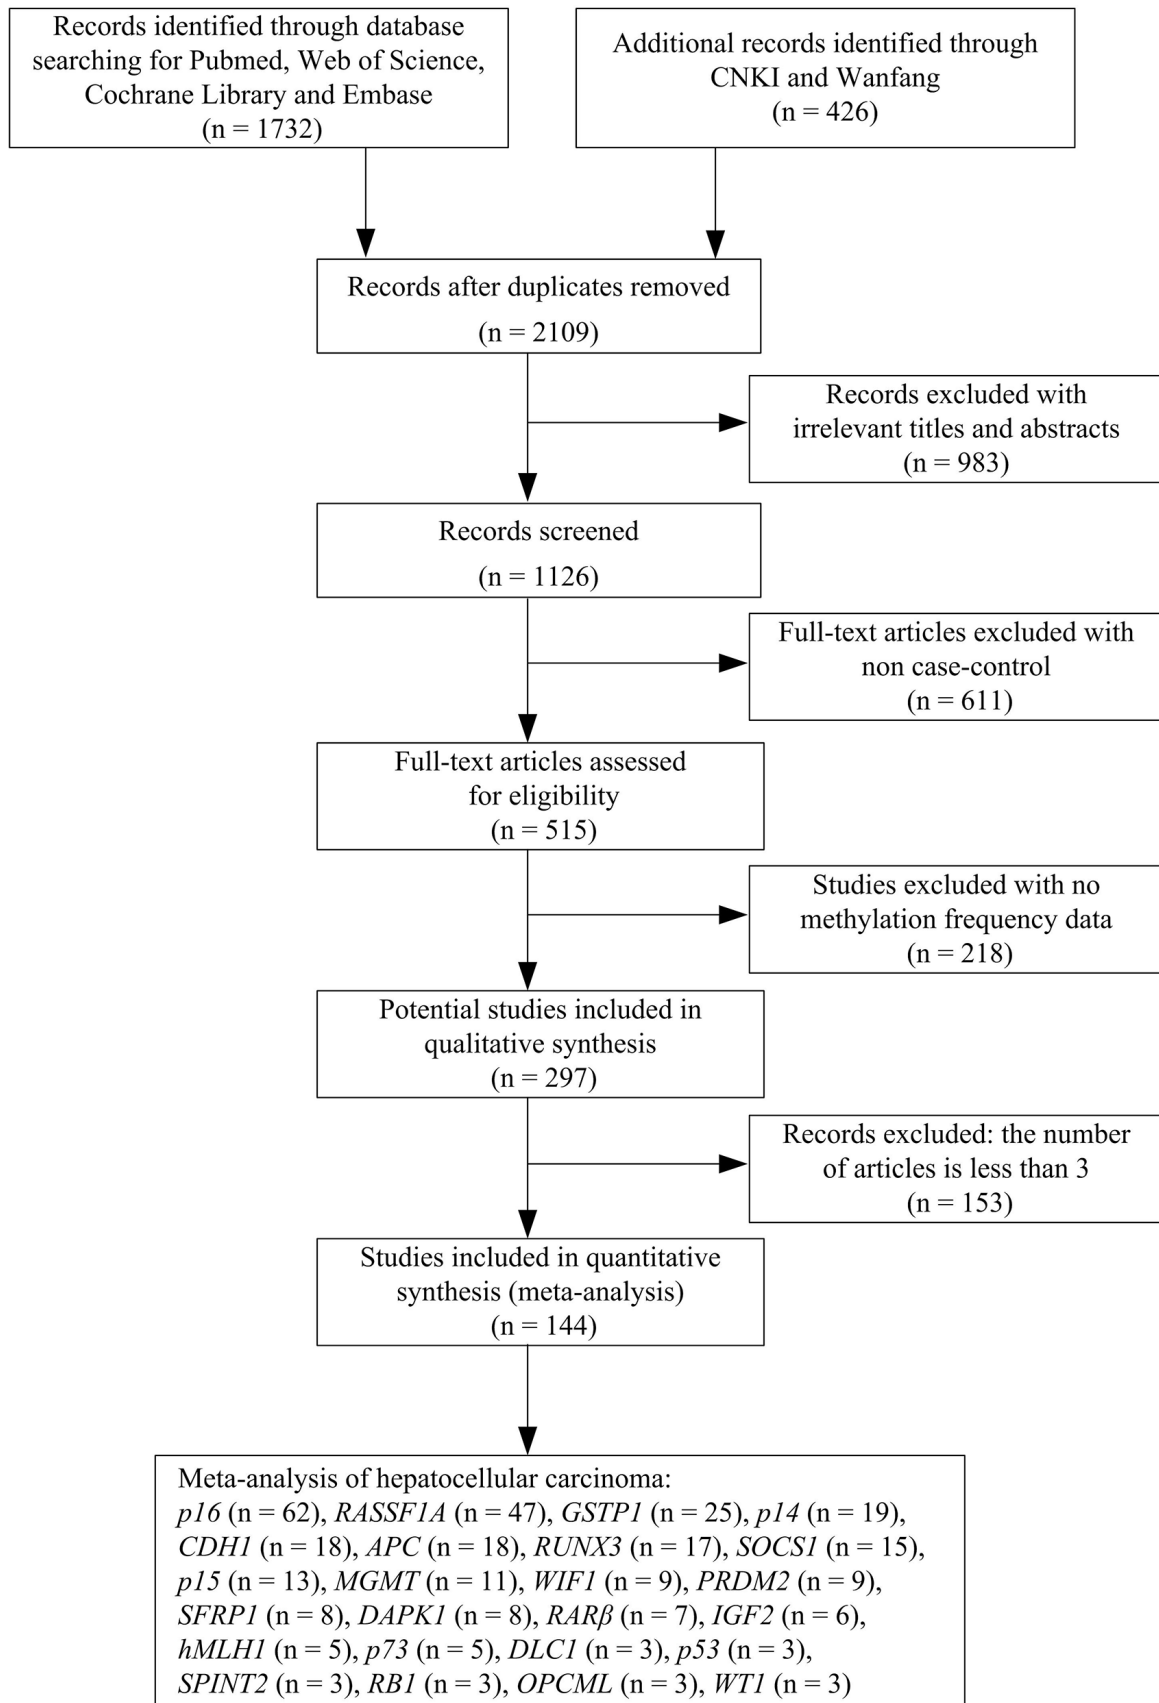 Records identified through database
searching for Pubmed, Web of Science,
Cochrane Library and Embase
(n = 1732)
Additional records identified through
CNKI and Wanfang
(n = 426)
Records after duplicates removed
(n = 2109)
Records excluded with
irrelevant titles and abstracts
(n = 983)
Records screened
(n = 1126)
Full-text articles excluded with
non case-control
(n = 611)
Full-text articles assessed
for eligibility
(n = 515)
Studies excluded with no
methylation frequency data
(n = 218)
Potential studies included in
qualitative synthesis
(n = 297)
Records excluded: the number
of articles is less than 3
(n = 153)
Studies included in quantitative
synthesis (meta-analysis)
(n = 144)
Meta-analysis of hepatocellular carcinoma:
p16 (n = 62), RASSF1A (n = 47), GSTP1 (n = 25), p14 (n = 19),
CDH1 (n = 18), APC (n = 18), RUNX3 (n = 17), SOCS1 (n = 15),
p15 (n = 13), MGMT (n = 11), WIF1 (n = 9), PRDM2 (n = 9),
SFRP1 (n = 8), DAPK1 (n = 8), RARβ (n = 7), IGF2 (n = 6),
hMLH1 (n = 5), p73 (n = 5), DLC1 (n = 3), p53 (n = 3),
SPINT2 (n = 3), RB1 (n = 3), OPCML (n = 3), WT1 (n = 3)